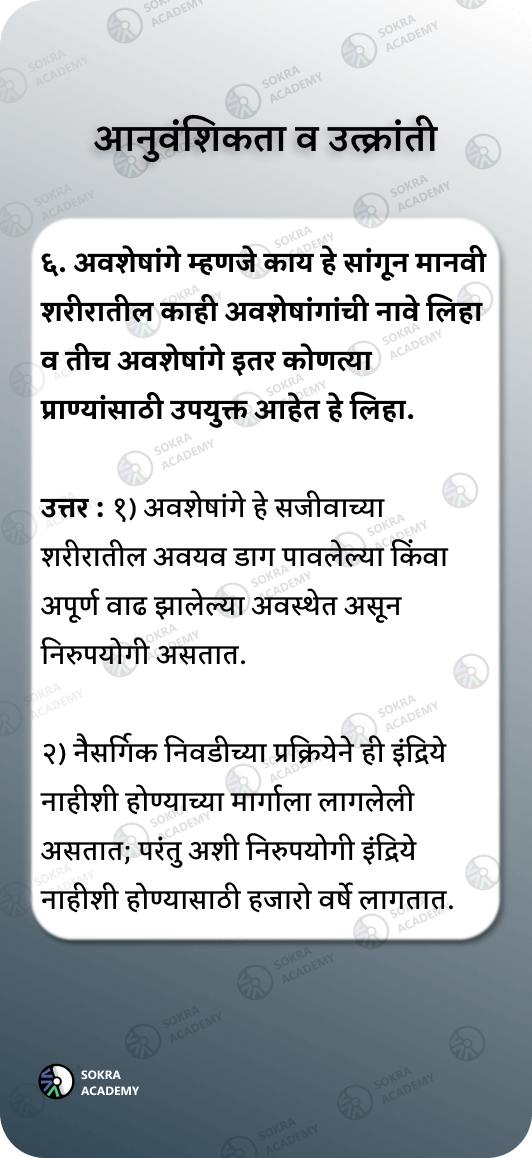 आनुवंशिकता व उत्क्रांती
६. अवशेषांगे म्हणजे काय हे सांगून मानवी
शरीरातील काही अवशेषांगांची नावे लिहा
व तीच अवशेषांगे इतर कोणत्या
प्राण्यांसाठी उपयुक्त आहेत हे लिहा.
उत्तर : १) अवशेषांगे हे सजीवाच्या
शरीरातील अवयव डाग पावलेल्या किंवा
अपूर्ण वाढ झालेल्या अवस्थेत असून
निरुपयोगी असतात.
२) नैसर्गिक निवडीच्या प्रक्रियेने ही इंद्रिये
नाहीशी होण्याच्या मार्गाला लागलेली
असतात; परंतु अशी निरुपयोगी इंद्रिये
नाहीशी होण्यासाठी हजारो वर्षे लागतात.
SOKRA
ACADEMY